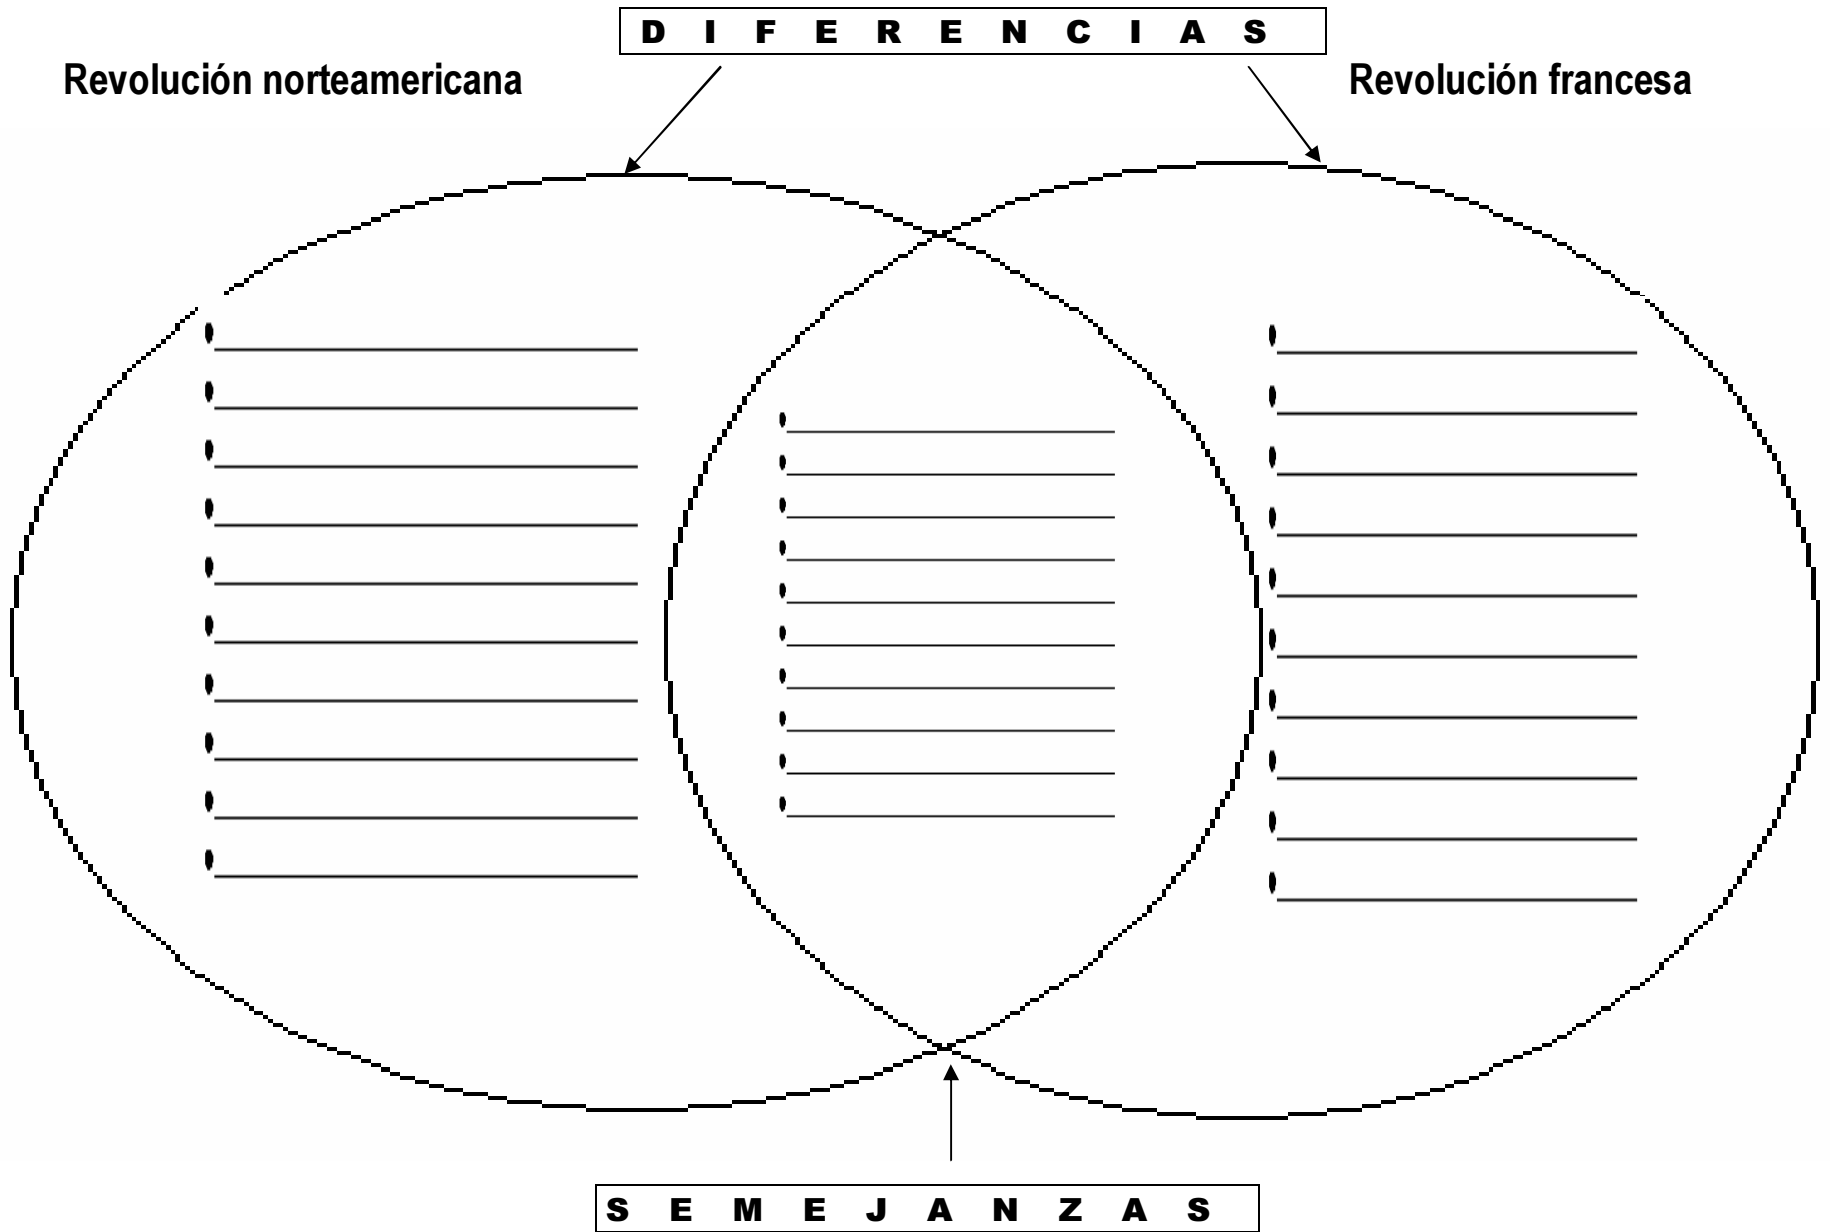 D I F E R E N C I A S
Revolución norteamericana
Revolución francesa
S E M E J A N Z A S